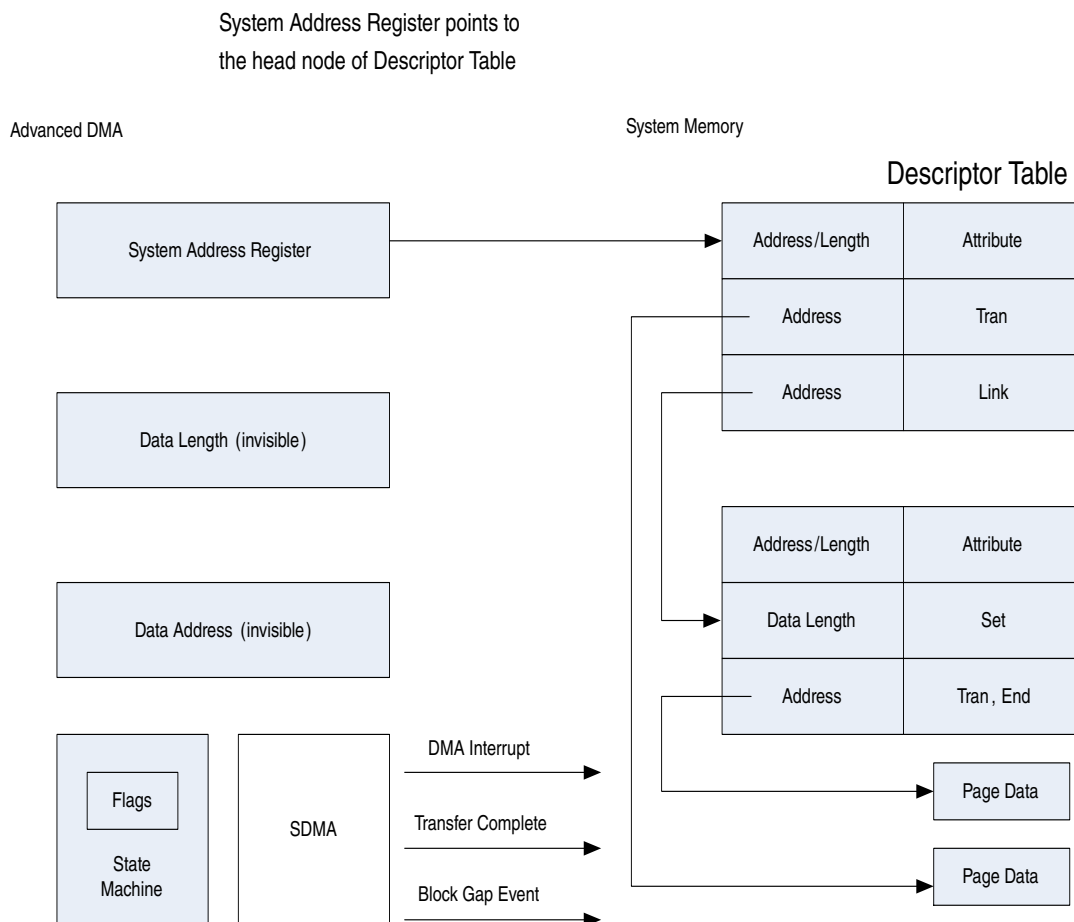 System Address Register points to
the head node of Descriptor Table
Advanced DMA
System Memory
Descriptor Table
System Address Register
Address/Length
Attribute
Address
Tran
Address
Link
Data Length (invisible)
Address/Length
Attribute
Data Length
Set
Address
Tran, End
Data Address (invisible)
Flags
State
Machine
SDMA
DMA Interrupt
Transfer Complete
Block Gap Event
Page Data
Page Data